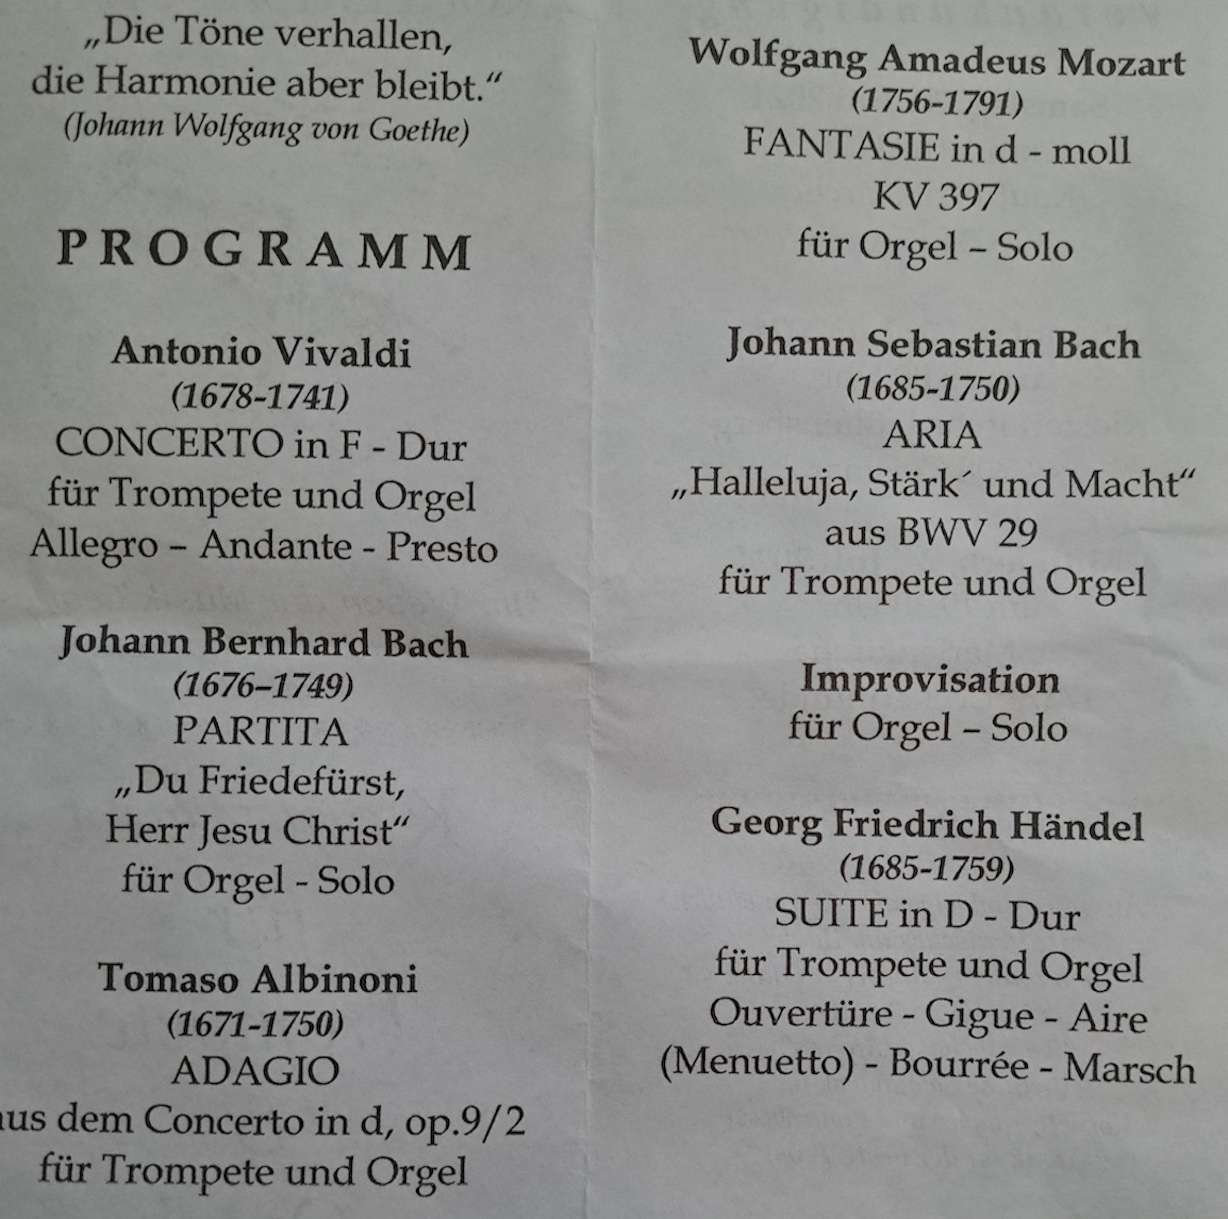 „Die Töne verhallen,
die Harmonie aber bleibt.“
(Johann Wolfgang von Goethe)
PROGRAMM
Antonio Vivaldi
(1678-1741)
CONCERTO in F - Dur
für Trompete und Orgel
Allegro – Andante - Presto
Johann Bernhard Bach
(1676–1749)
PARTITA
„Du Friedefürst,
Herr Jesu Christ“
für Orgel - Solo
Tomaso Albinoni
(1671-1750)
ADAGIO
aus dem Concerto in d, op.9/2
für Trompete und Orgel
Wolfgang Amadeus Mozart
(1756-1791)
FANTASIE in d - moll
KV 397
für Orgel – Solo
Johann Sebastian Bach
(1685-1750)
ARIA
„Halleluja, Stärk´ und Macht“
aus BWV 29
für Trompete und Orgel
Improvisation
für Orgel – Solo
Georg Friedrich Händel
(1685-1759)
SUITE in D - Dur
für Trompete und Orgel
Ouvertüre - Gigue - Aire
(Menuetto) - Bourrée - Marsch